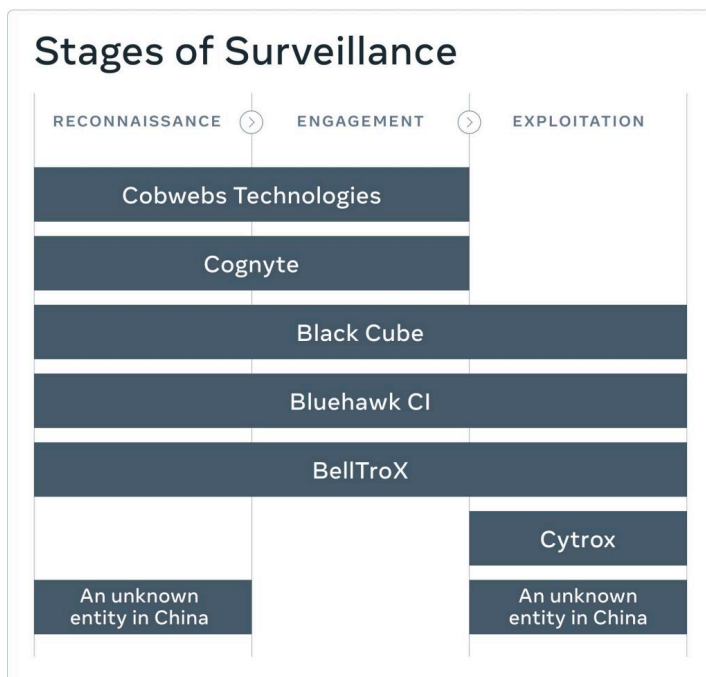 Stages of Surveillance
RECONNAISSANCE
ENGAGEMENT
EXPLOITATION
Cobwebs Technologies
Cognyte
Black Cube
Bluehawk CI
BellTroX
Cytrox
An unknown
entity in China
An unknown
entity in China